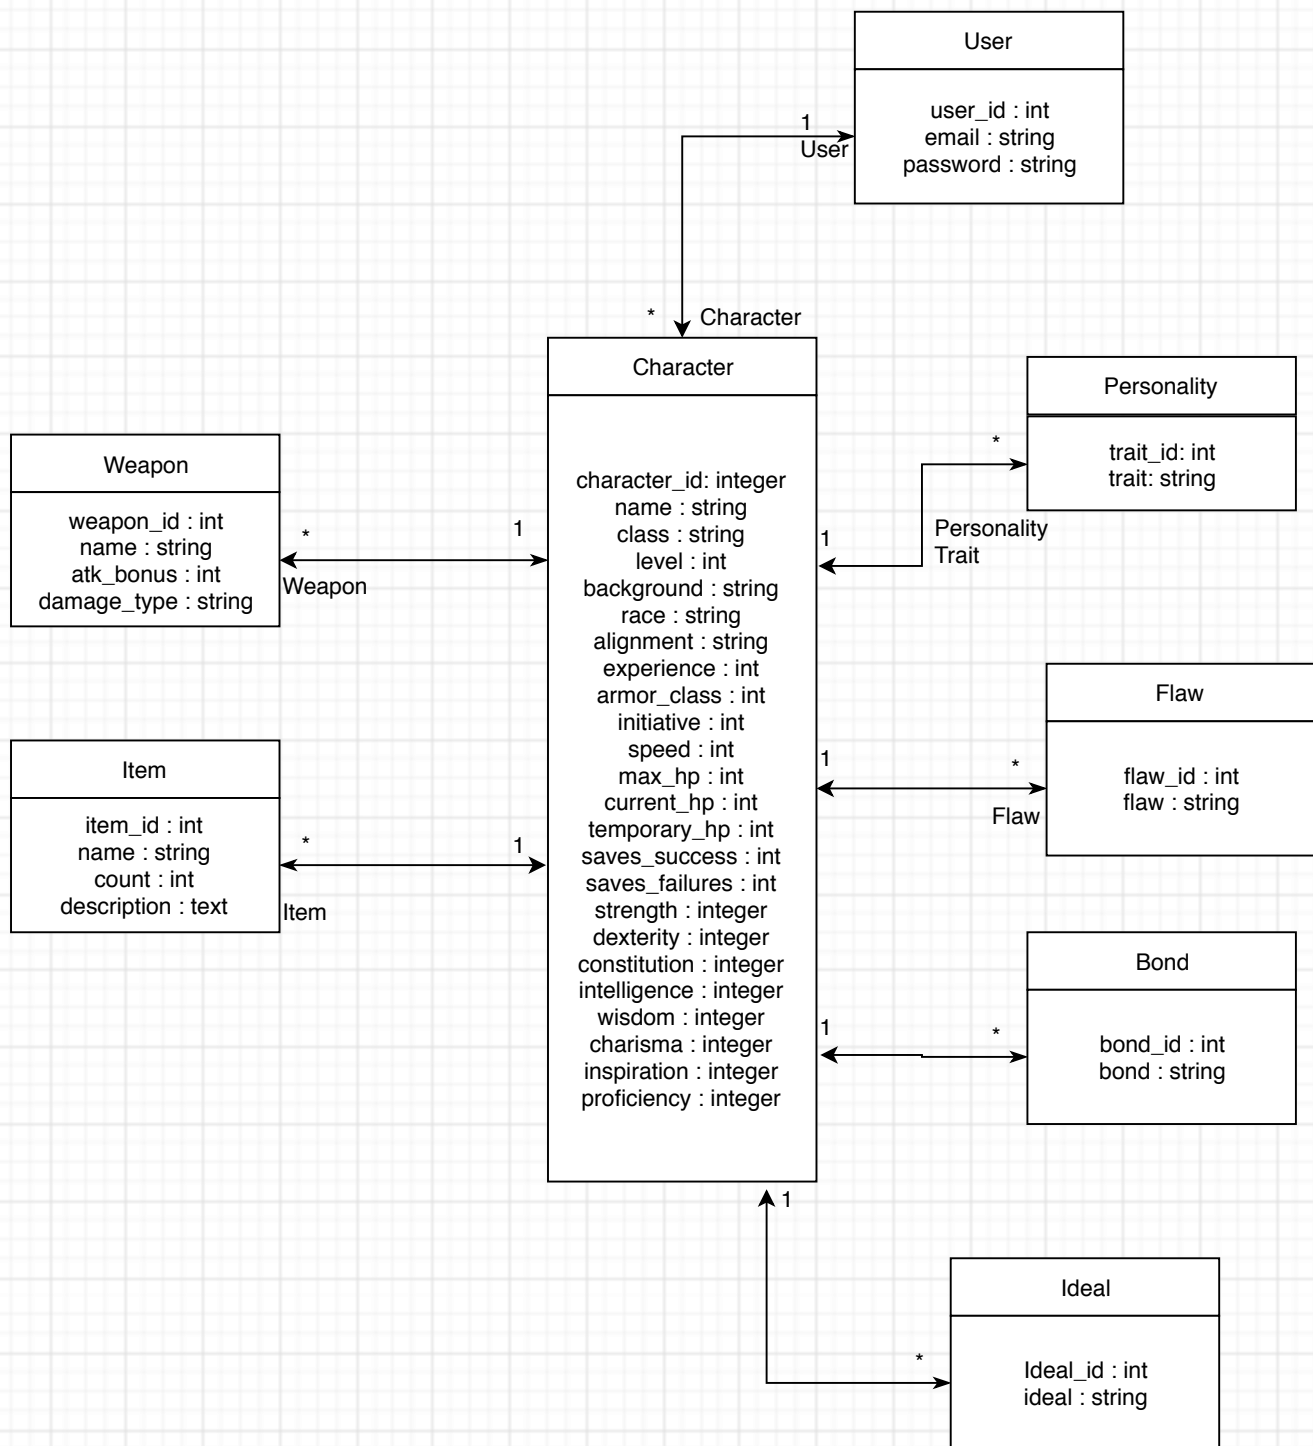 User
user_id : int
email : string
password : string
1
User
*
Character
Character
character_id: integer
name : string
class : string
level : int
background : string
race : string
alignment : string
experience : int
armor_class : int
initiative : int
speed : int
max_hp : int
current_hp : int
temporary_hp : int
saves_success : int
saves_failures : int
strength : integer
dexterity : integer
constitution : integer
intelligence : integer
wisdom : integer
charisma : integer
inspiration : integer
proficiency : integer
Weapon
weapon_id : int
name : string
atk_bonus : int
damage_type : string
*
Weapon
1
Item
item_id : int
name : string
count : int
description : text
*
Item
1
Personality
trait_id: int
trait: string
*
Personality
Trait
1
Flaw
flaw_id : int
flaw : string
1
*
Flaw
Bond
bond_id : int
bond : string
1
*
1
Ideal
Ideal_id : int
ideal : string
*